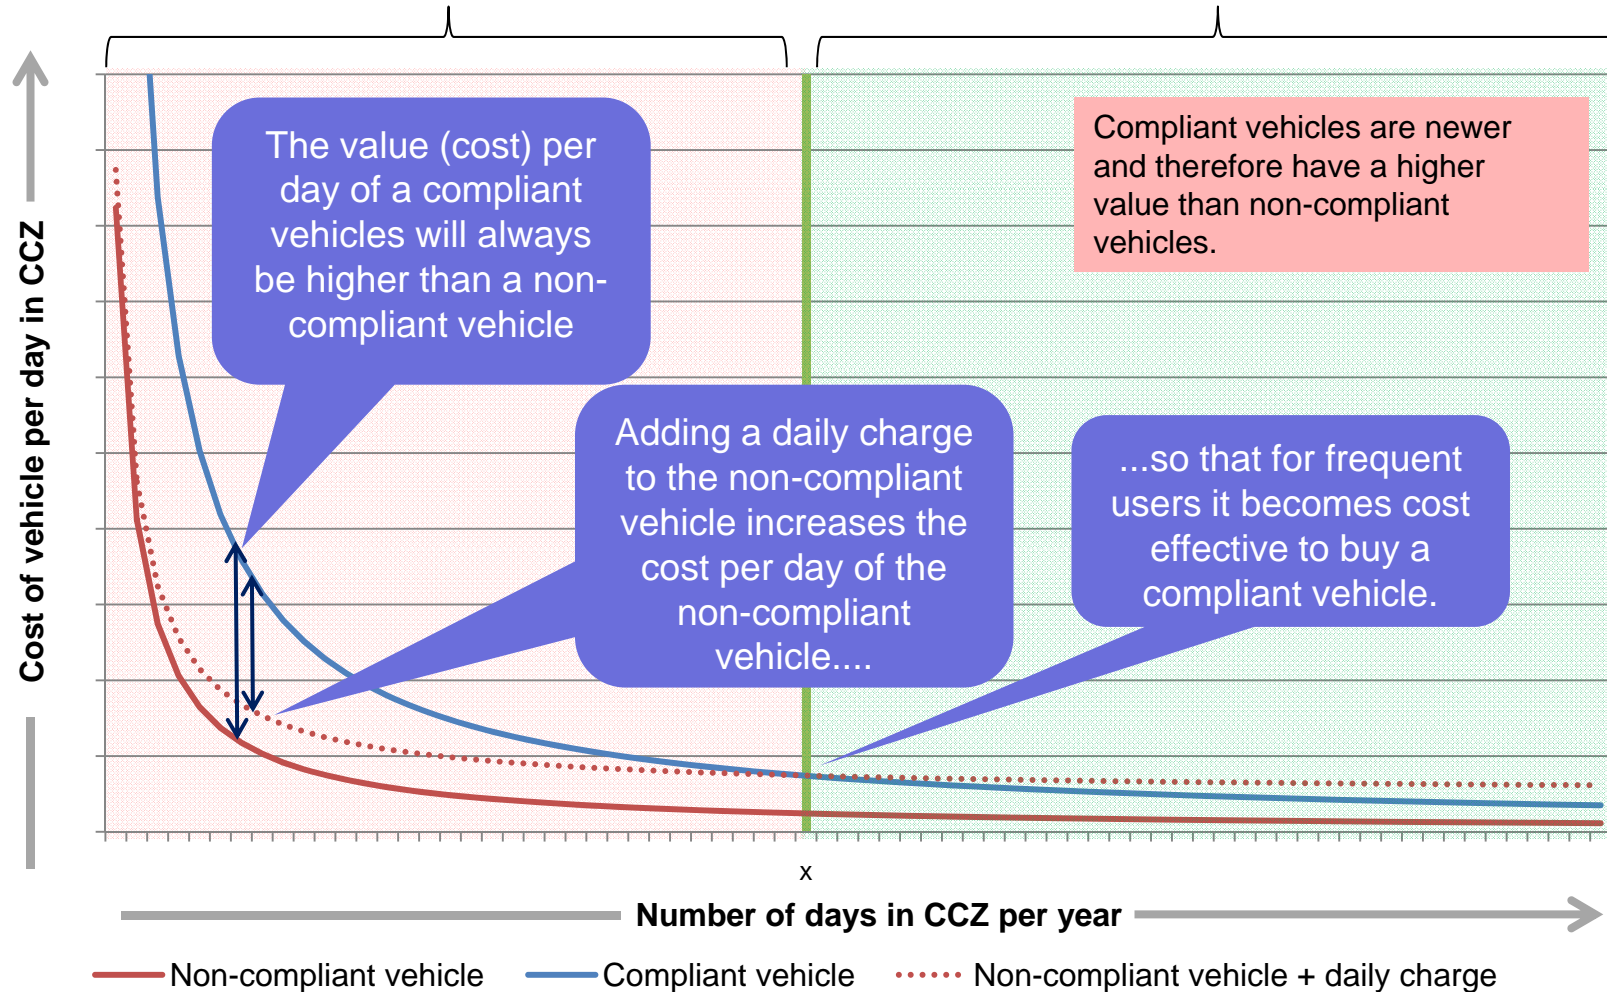 The value (cost) per
day of a compliant
vehicles will always
be higher than a non-
compliant vehicle
Compliant vehicles are newer
and therefore have a higher
value than non-compliant
vehicles.
Adding a daily charge
to the non-compliant
vehicle increases the
cost per day of the
non-compliant
vehicle....
...so that for frequent
users it becomes cost
effective to buy a
compliant vehicle.
Cost of vehicle per day in CCZ
x
Number of days in CCZ per year
Non-compliant vehicle
Compliant vehicle
Non-compliant vehicle + daily charge